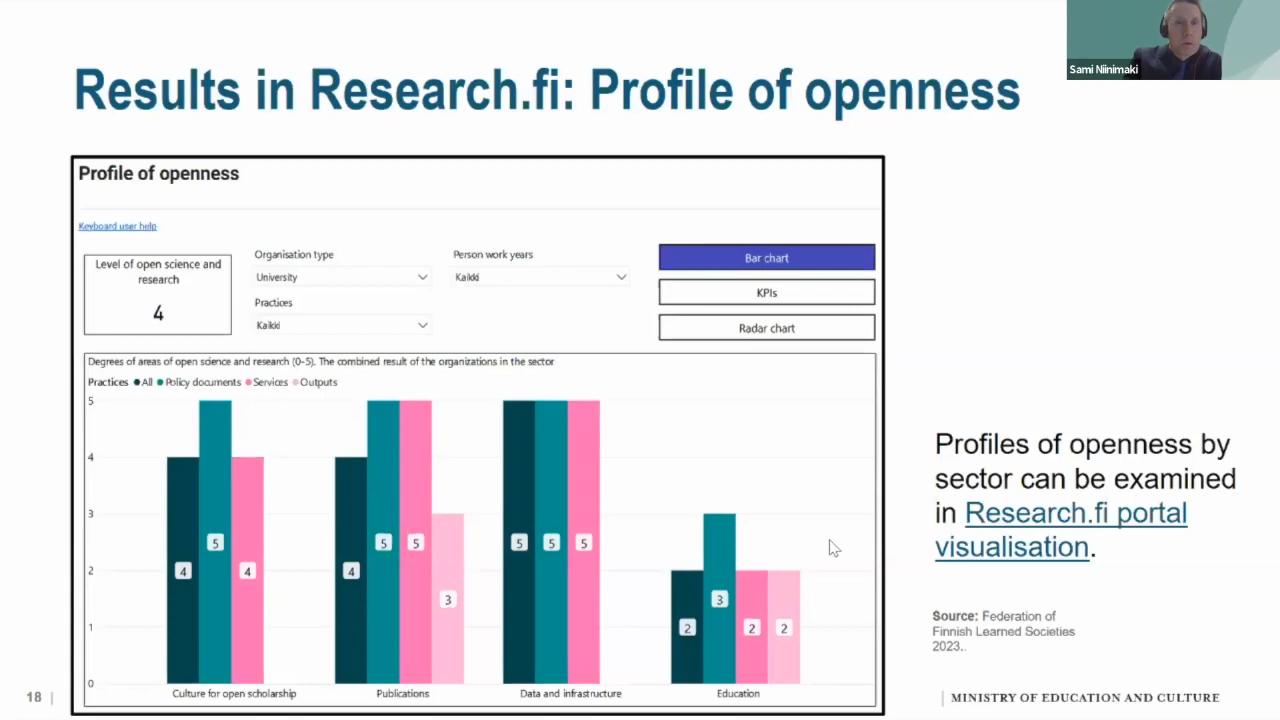 Sami Niinimaki
Results in Research.fi: Profile of openness
Profile of openness
Keyboard user help
Level of open science and
research
4
Organisation type
University
Person work years
Kaikki
Practices
Kaikki
Bar chart
KPIs
Radar chart
Degrees of areas of open science and research (0-5). The combined result of the organizations in the sector
Practices All Policy documents Services Outputs
5
4
3
2
1
0
4 5 4
4 5 5 3
5 5 5
2 3 2 2
Culture for open scholarship Publications Data and infrastructure Education
Profiles of openness by
sector can be examined
in Research.fi portal
visualisation.
Source: Federation of
Finnish Learned Societies
2023..
18 |
| MINISTRY OF EDUCATION AND CULTURE